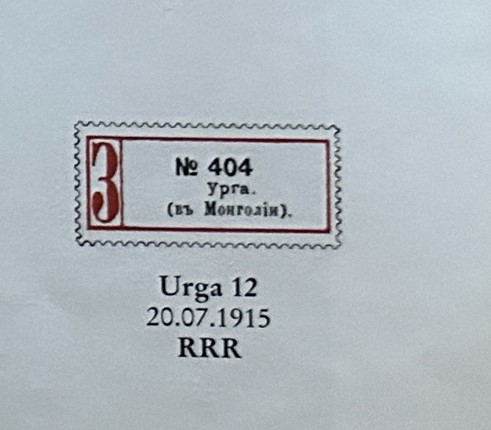 З
№ 404
Урга.
(въ Монголіи).
Urga 12
20.07.1915
RRR